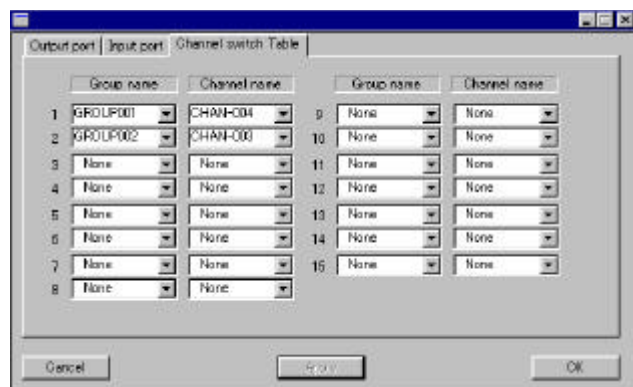 Output port Input port Channel switch Table
Group name Channel name Group name Channel name
1 GROUP001 CHAN-004 9 None None
2 GROUP002 CHAN-003 10 None None
3 None None 11 None None
4 None None 12 None None
5 None None 13 None None
6 None None 14 None None
7 None None 15 None None
8 None None
Cancel Apply OK